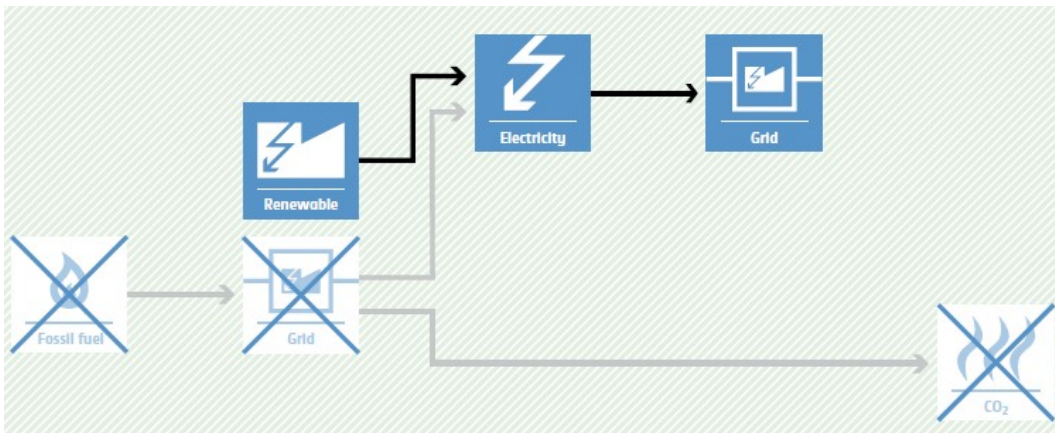 Electricity
Grid
Renewable
Fossil fuel
Grid
CO₂